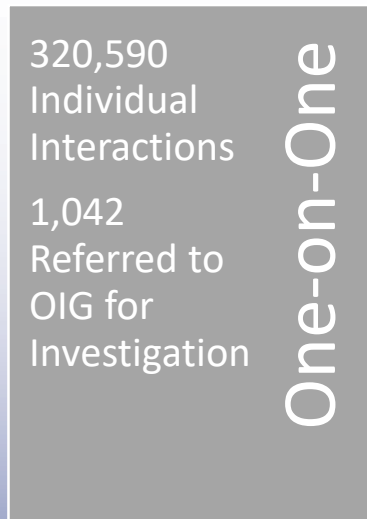 320,590
Individual
Interactions
1,042
Referred to
OIG for
Investigation
One-on-One